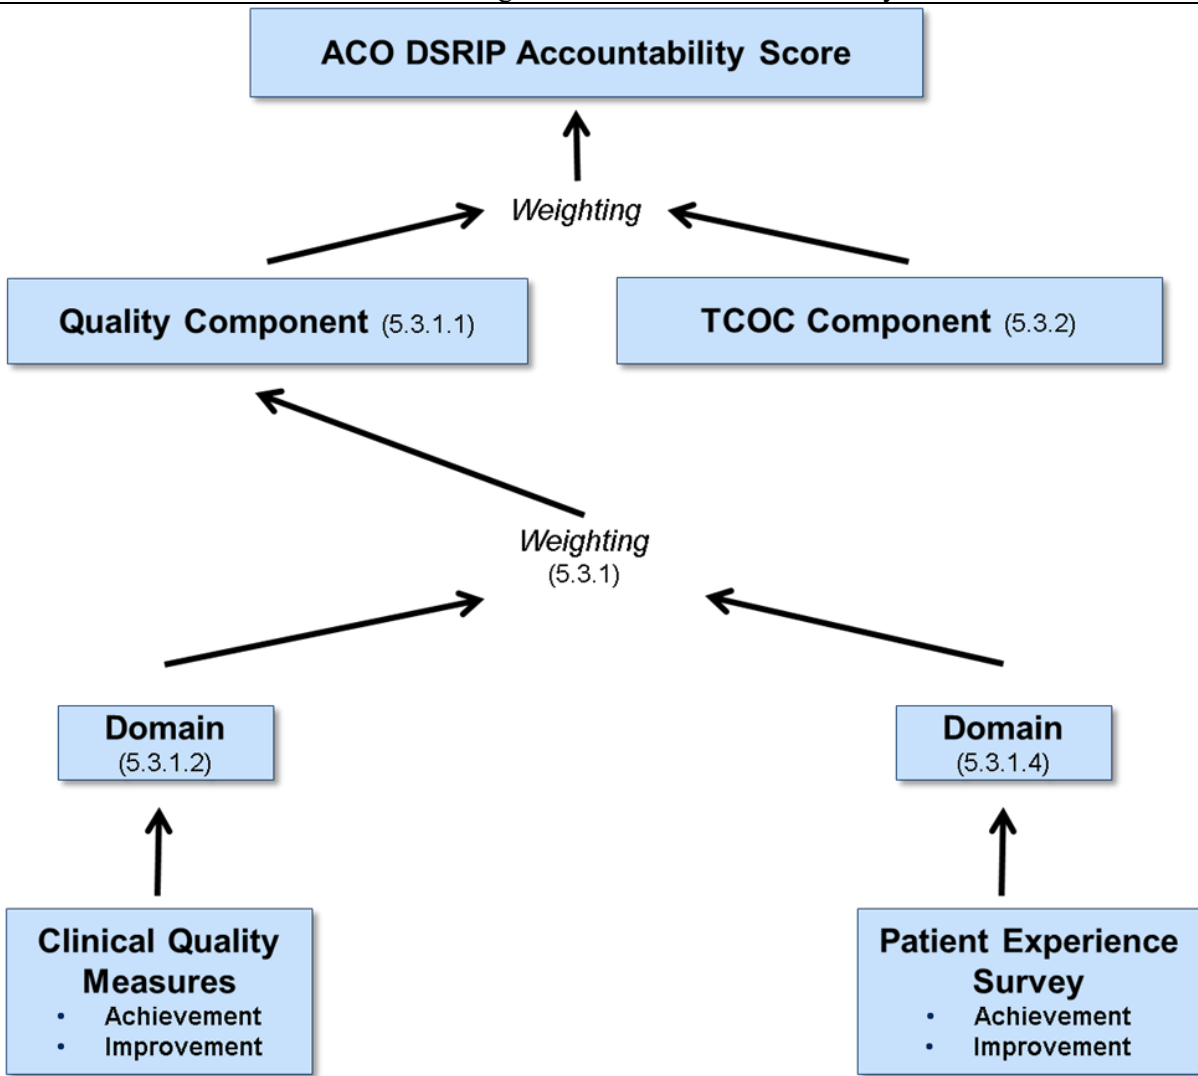 ACO DSRIP Accountability Score
Weighting
Quality Component (5.3.1.1)
TCOC Component (5.3.2)
Weighting
(5.3.1)
Domain
(5.3.1.2)
Domain
(5.3.1.4)
Clinical Quality
Measures
• Achievement
• Improvement
Patient Experience
Survey
• Achievement
• Improvement